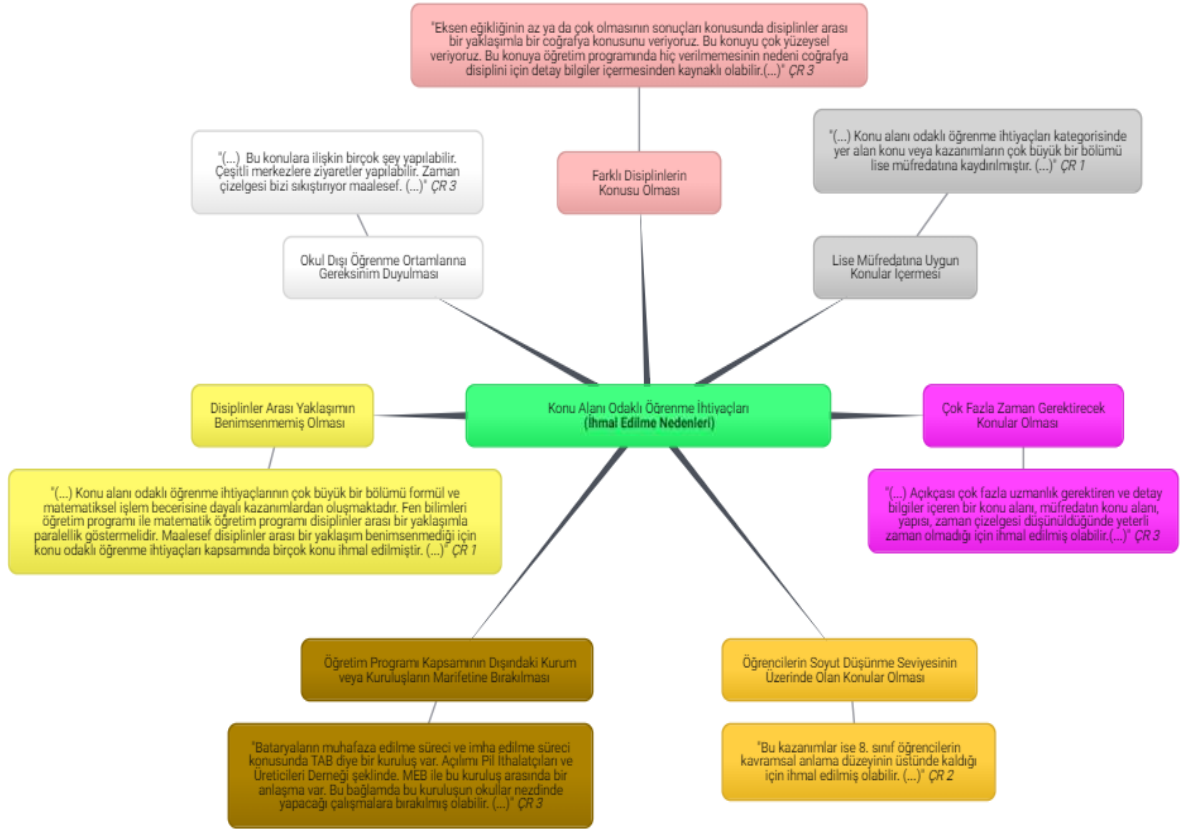 "Eksen eğikliğinin az ya da çok olmasının sonuçları konusunda disiplinler arası
bir yaklaşımla bir coğrafya konusunu veriyoruz. Bu konuyu çok yüzeysel
veriyoruz. Bu konuya öğretim programında hiç verilmemesinin nedeni coğrafya
disiplini için detay bilgiler içermesinden kaynaklı olabilir.(...)" ÇR 3
"(...) Konu alanı odaklı öğrenme ihtiyaçları kategorisinde
yer alan konu veya kazanımların çok büyük bir bölümü
lise müfredatına kaydırılmıştır. (...)" ÇR 1
"(...) Bu konulara ilişkin birçok şey yapılabilir.
Çeşitli merkezlere ziyaretler yapılabilir. Zaman
çizelgesi bizi sıkıştırıyor maalesef. (...)" ÇR 3
Farklı Disiplinlerin
Konusu Olması
Okul Dışı Öğrenme Ortamlarına
Gereksinim Duyulması
Lise Müfredatına Uygun
Konular İçermesi
Disiplinler Arası Yaklaşımın
Benimsenmemiş Olması
Konu Alanı Odaklı Öğrenme İhtiyaçları
(İhmal Edilme Nedenleri)
Çok Fazla Zaman Gerektirecek
Konular Olması
"(...) Konu alanı odaklı öğrenme ihtiyaçlarının çok büyük bir bölümü formül ve
matematiksel işlem becerisine dayalı kazanımlardan oluşmaktadır. Fen bilimleri
öğretim programı ile matematik öğretim programı disiplinler arası bir yaklaşımla
paralellik göstermelidir. Maalesef disiplinler arası bir yaklaşım benimsenmediği için
konu odaklı öğrenme ihtiyaçları kapsamında birçok konu ihmal edilmiştir. (...)" ÇR 1
"(...) Açıkçası çok fazla uzmanlık gerektiren ve detay
bilgiler içeren bir konu alanı, müfredatın konu alanı,
yapısı, zaman çizelgesi düşünüldüğünde yeterli
zaman olmadığı için ihmal edilmiş olabilir.(...)" ÇR 3
Öğretim Programı Kapsamının Dışındaki Kurum
veya Kuruluşların Marifetine Bırakılması
Öğrencilerin Soyut Düşünme Seviyesinin
Üzerinde Olan Konular Olması
"Bataryaların muhafaza edilme süreci ve imha edilme süreci
konusunda TAB diye bir kuruluş var. Açılımı Pil İthalatçıları ve
Üreticileri Derneği şeklinde. MEB ile bu kuruluş arasında bir
anlaşma var. Bu bağlamda bu kuruluşun okullar nezdinde
yapacağı çalışmalara bırakılmış olabilir. (...)" ÇR 3
"Bu kazanımlar ise 8. sınıf öğrencilerin
kavramsal anlama düzeyinin üstünde kaldığı
için ihmal edilmiş olabilir. (...)" ÇR 2